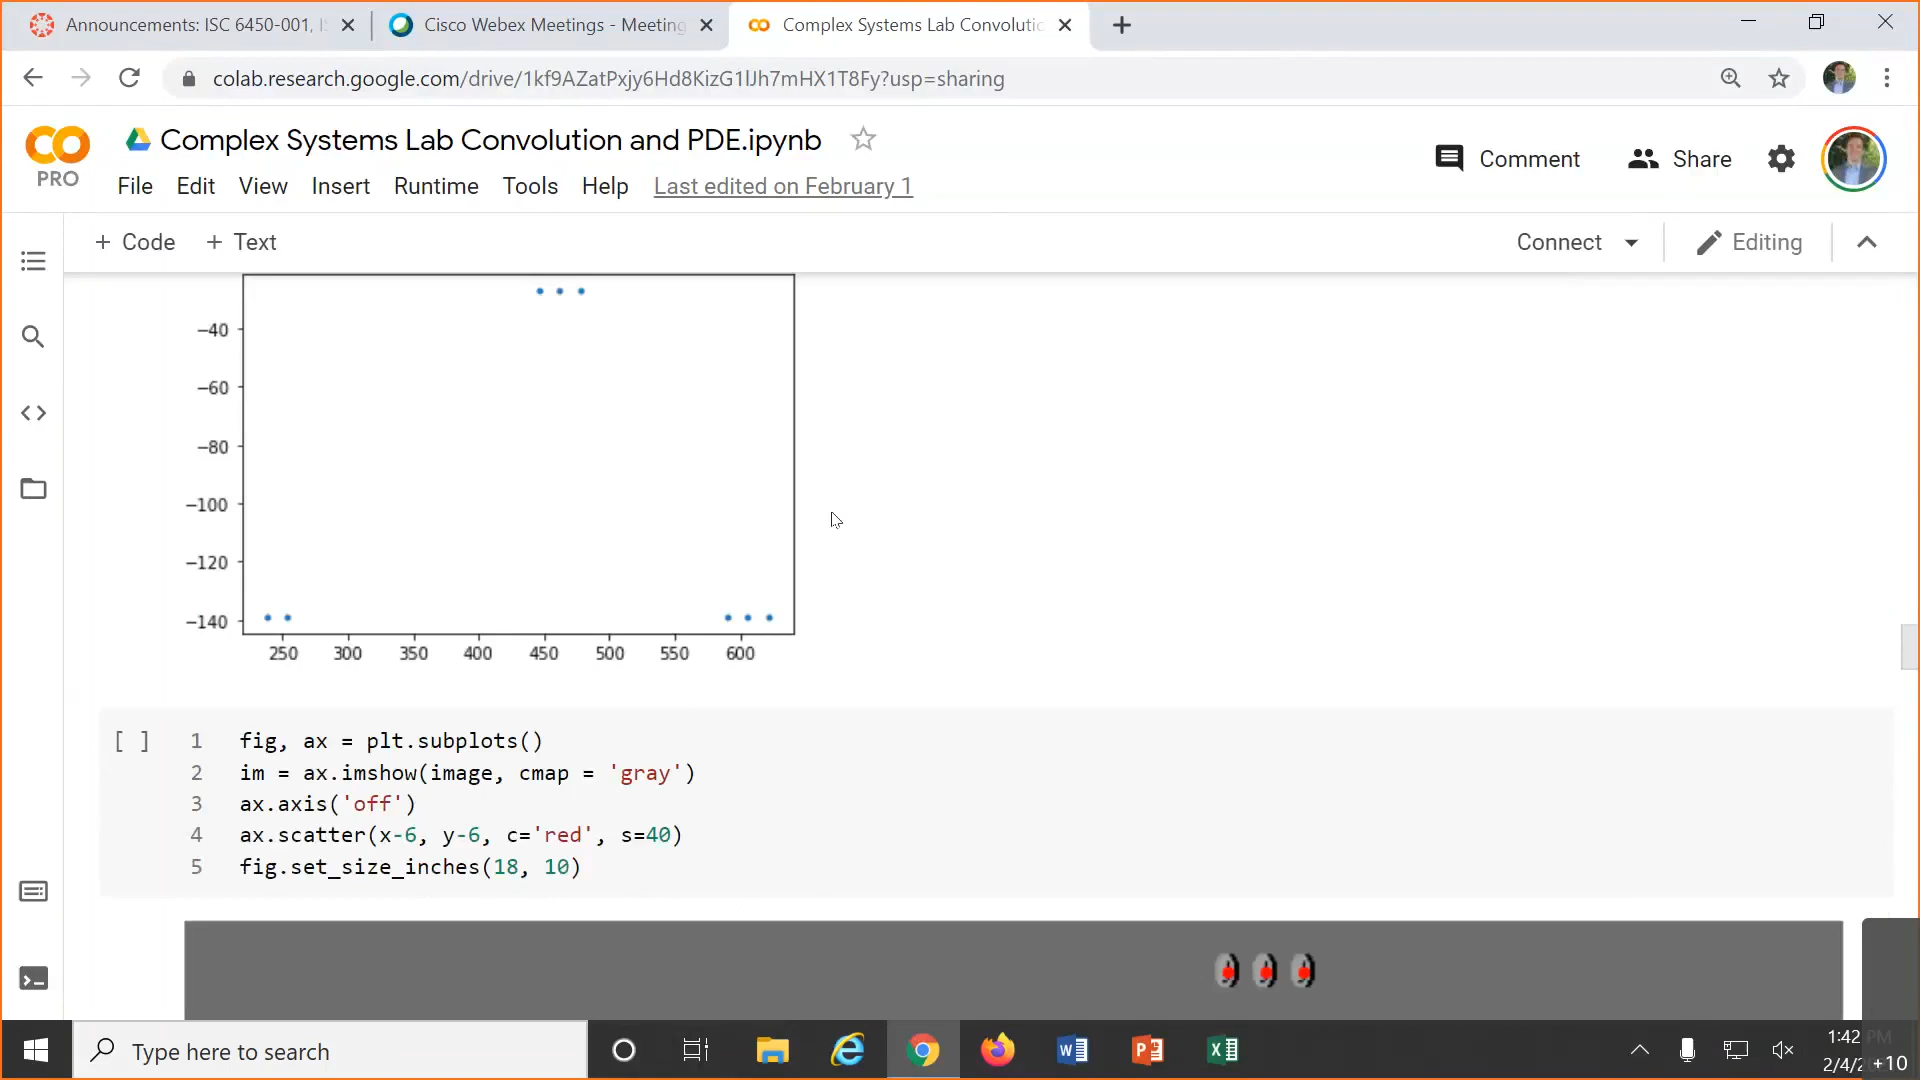 Announcements: ISC 6450-001, I
Cisco Webex Meetings - Meeting
Complex Systems Lab Convolutic
colab.research.google.com/drive/1kf9AZatPxjy6Hd8KizG1lJh7mHX1T8Fy?usp=sharing
PRO
Complex Systems Lab Convolution and PDE.ipynb
Comment
Share
File Edit View Insert Runtime Tools Help Last edited on February 1
+ Code + Text
Connect
Editing
−40
−60
−80
−100
−120
−140
250 300 350 400 450 500 550 600
[ ] 1 fig, ax = plt.subplots()
2 im = ax.imshow(image, cmap = 'gray')
3 ax.axis('off')
4 ax.scatter(x-6, y-6, c='red', s=40)
5 fig.set_size_inches(18, 10)
Type here to search
1:42 PM
2/4/2
+10